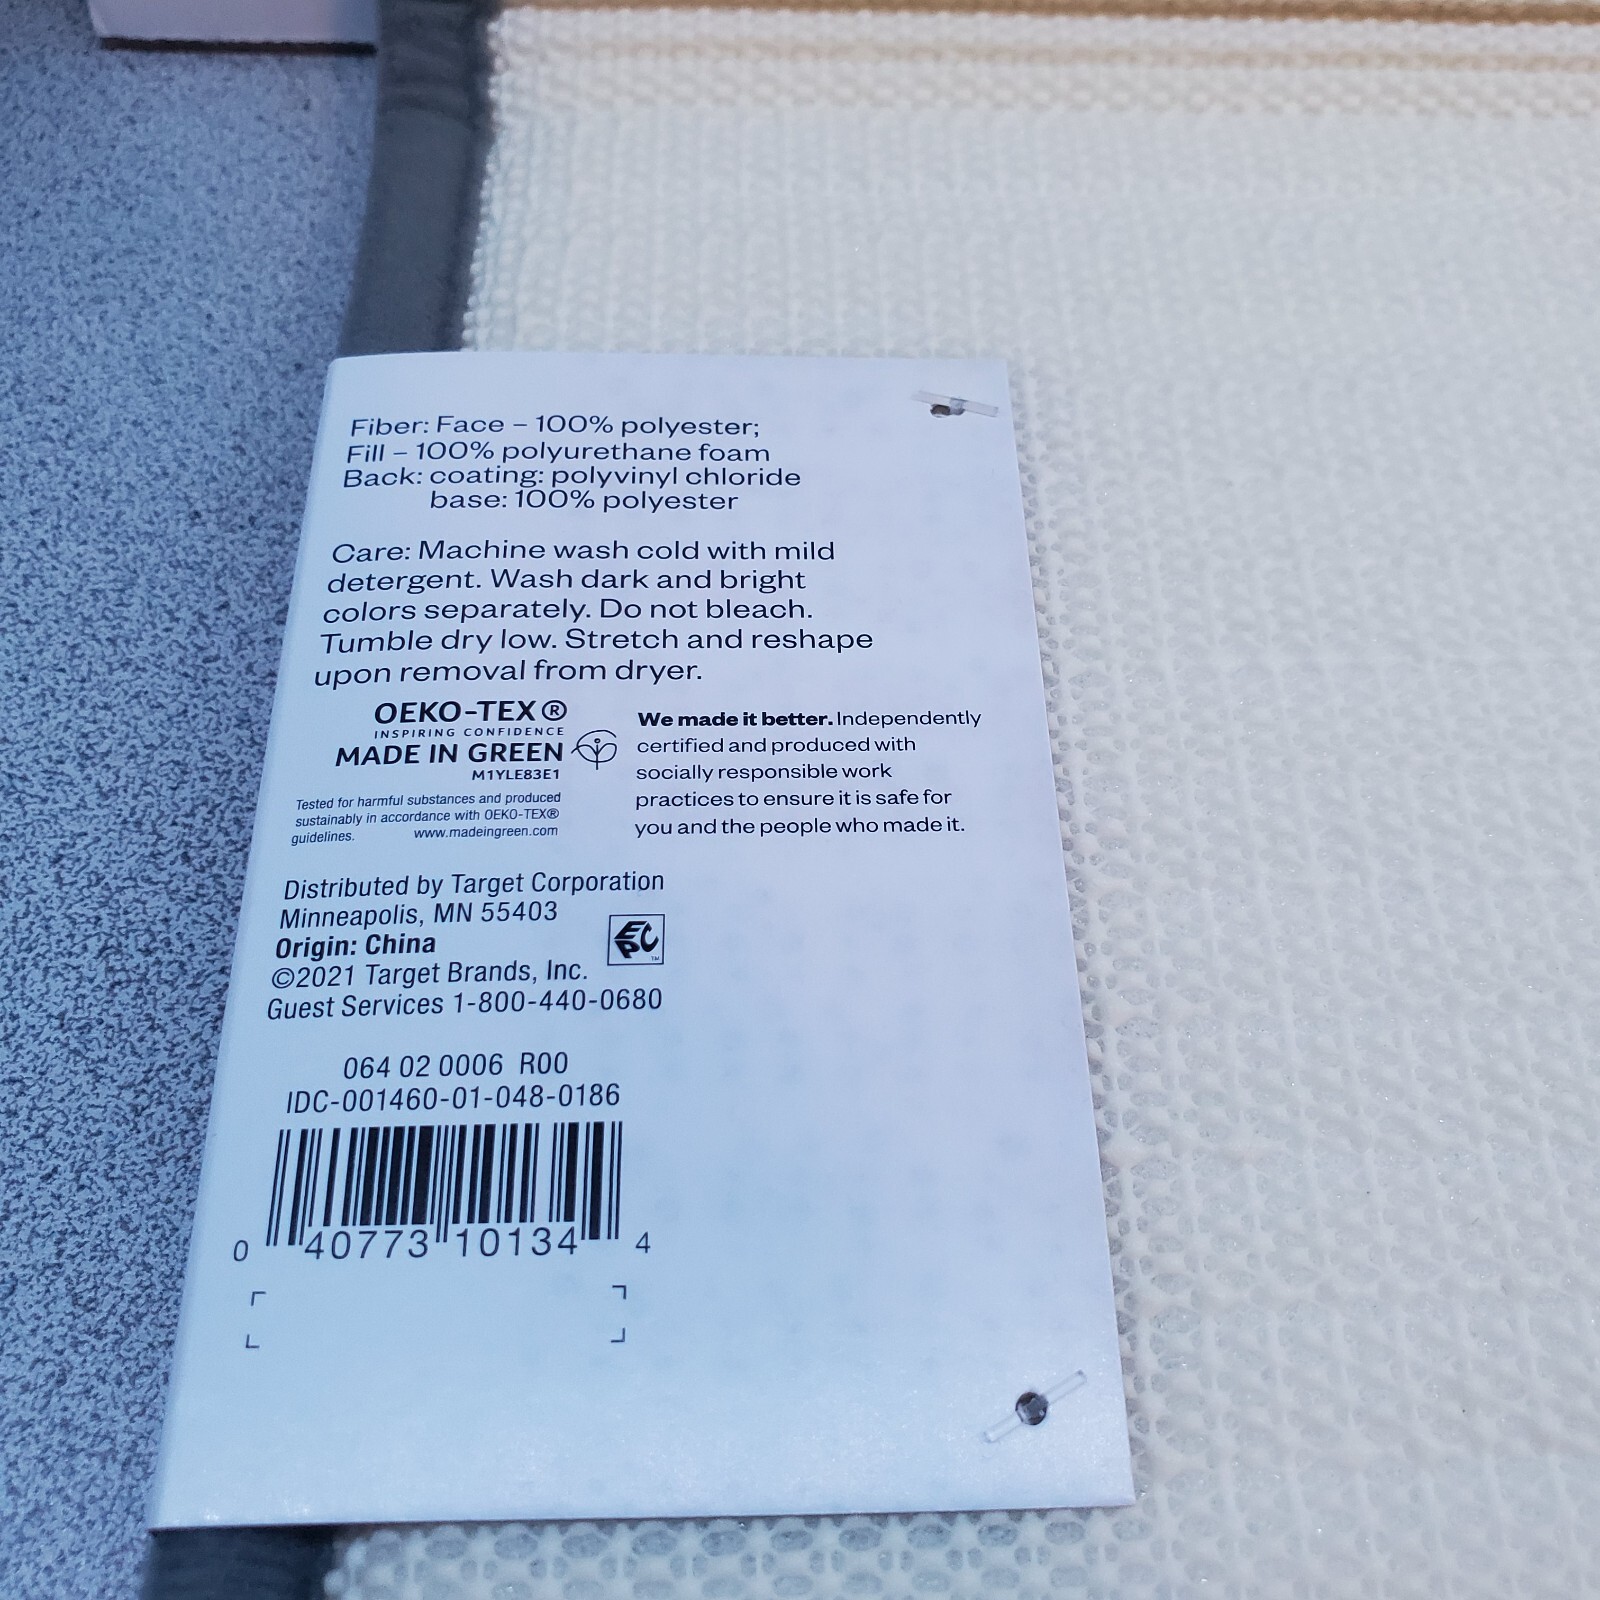 Fiber: Face – 100% polyester;
Fill – 100% polyurethane foam
Back: coating: polyvinyl chloride
base: 100% polyester
Care: Machine wash cold with mild
detergent. Wash dark and bright
colors separately. Do not bleach.
Tumble dry low. Stretch and reshape
upon removal from dryer.
OEKO-TEX®
INSPIRING CONFIDENCE
MADE IN GREEN
M1YLE83E1
Tested for harmful substances and produced
sustainably in accordance with OEKO-TEX®
guidelines. www.madeingreen.com
We made it better. Independently
certified and produced with
socially responsible work
practices to ensure it is safe for
you and the people who made it.
Distributed by Target Corporation
Minneapolis, MN 55403
Origin: China
©2021 Target Brands, Inc.
Guest Services 1-800-440-0680
EPC™
064 02 0006 R00
IDC-001460-01-048-0186
0 40773 10134 4